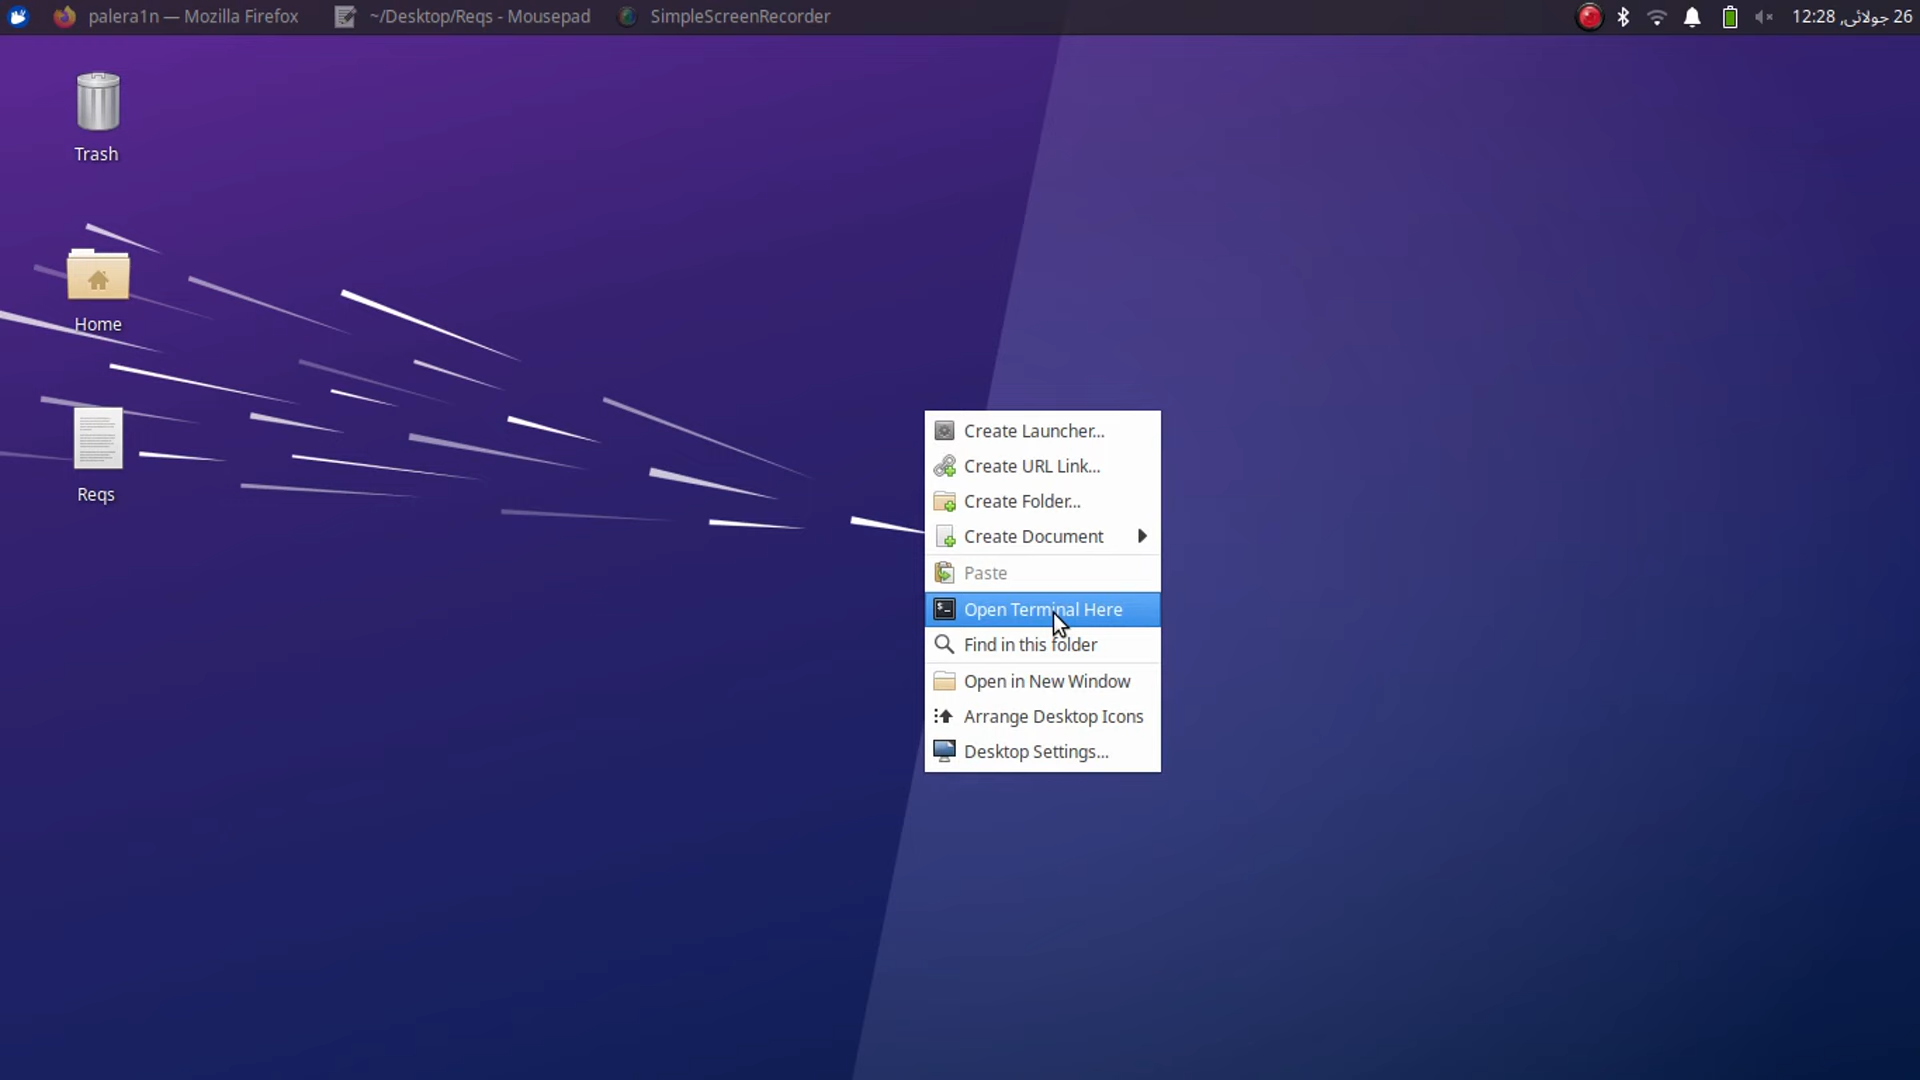 palera1n — Mozilla Firefox
~/Desktop/Reqs - Mousepad
SimpleScreenRecorder
26 جولائی, 12:28
Trash
Home
Reqs
Create Launcher...
Create URL Link...
Create Folder...
Create Document
Paste
Open Terminal Here
Find in this folder
Open in New Window
Arrange Desktop Icons
Desktop Settings...